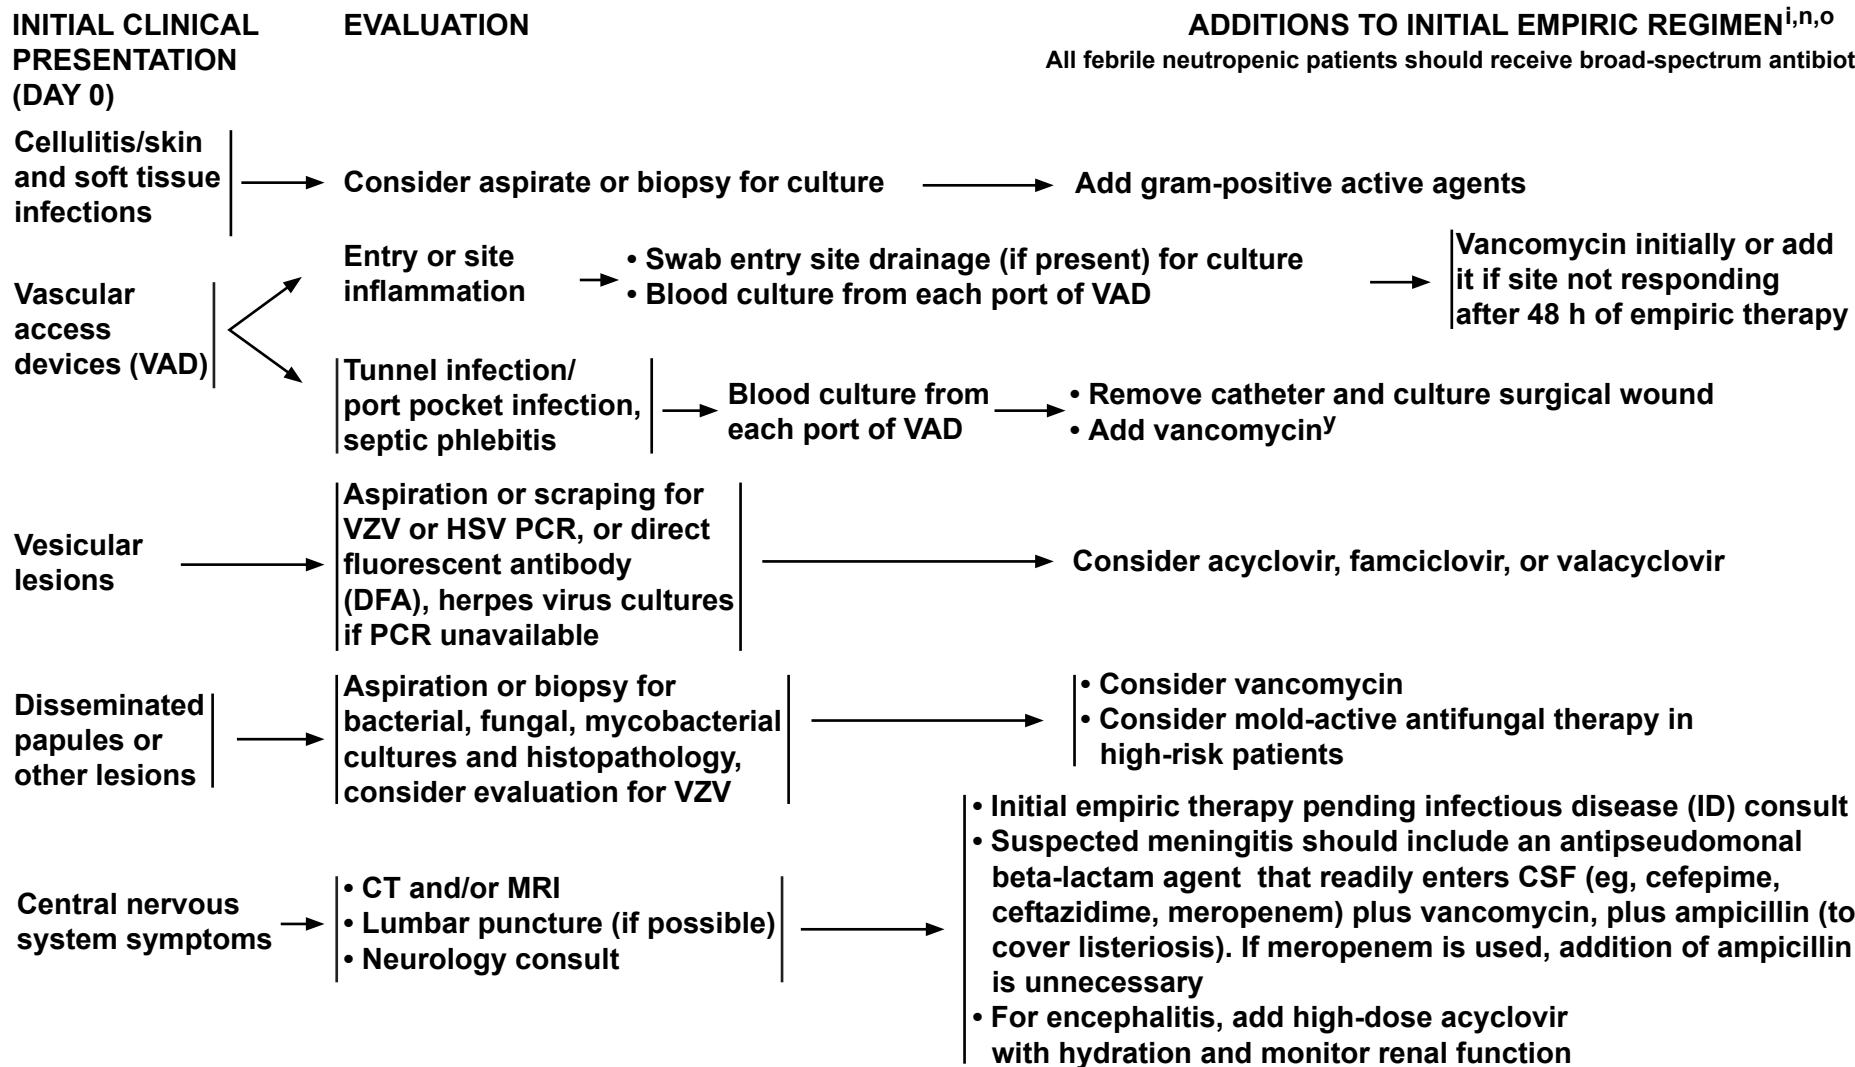 INITIAL CLINICAL
PRESENTATION
(DAY 0)
EVALUATION
ADDITIONS TO INITIAL EMPIRIC REGIMENi,n,o
All febrile neutropenic patients should receive broad-spectrum antibiot
Cellulitis/skin
and soft tissue
infections
Consider aspirate or biopsy for culture
Add gram-positive active agents
Vascular
access
devices (VAD)
Entry or site
inflammation
• Swab entry site drainage (if present) for culture
• Blood culture from each port of VAD
Vancomycin initially or add
it if site not responding
after 48 h of empiric therapy
Tunnel infection/
port pocket infection,
septic phlebitis
Blood culture from
each port of VAD
• Remove catheter and culture surgical wound
• Add vancomyciny
Vesicular
lesions
Aspiration or scraping for
VZV or HSV PCR, or direct
fluorescent antibody
(DFA), herpes virus cultures
if PCR unavailable
Consider acyclovir, famciclovir, or valacyclovir
Disseminated
papules or
other lesions
Aspiration or biopsy for
bacterial, fungal, mycobacterial
cultures and histopathology,
consider evaluation for VZV
• Consider vancomycin
• Consider mold-active antifungal therapy in
high-risk patients
Central nervous
system symptoms
• CT and/or MRI
• Lumbar puncture (if possible)
• Neurology consult
• Initial empiric therapy pending infectious disease (ID) consult
• Suspected meningitis should include an antipseudomonal
beta-lactam agent that readily enters CSF (eg, cefepime,
ceftazidime, meropenem) plus vancomycin, plus ampicillin (to
cover listeriosis). If meropenem is used, addition of ampicillin
is unnecessary
• For encephalitis, add high-dose acyclovir
with hydration and monitor renal function